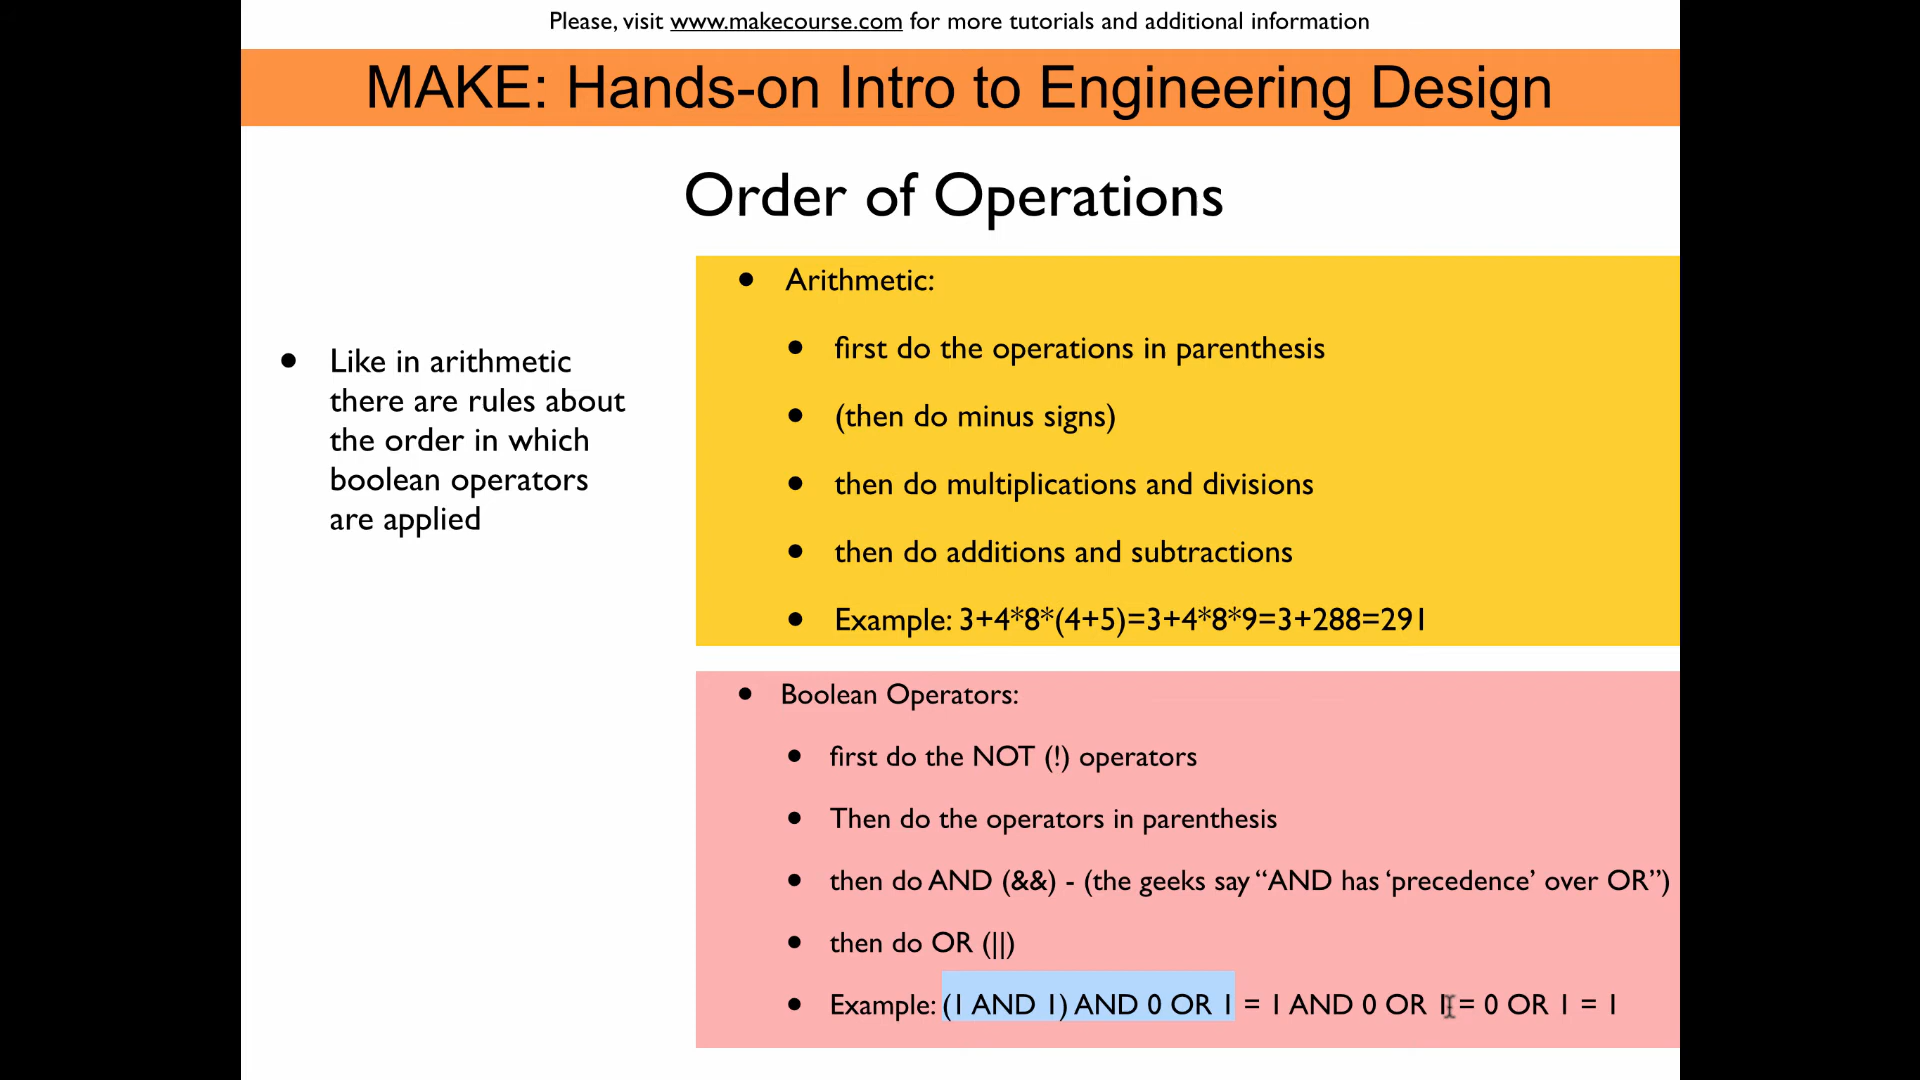 Please, visit www.makecourse.com for more tutorials and additional information
MAKE: Hands-on Intro to Engineering Design
Order of Operations
• Like in arithmetic
there are rules about
the order in which
boolean operators
are applied
• Arithmetic:
• first do the operations in parenthesis
• (then do minus signs)
• then do multiplications and divisions
• then do additions and subtractions
• Example: 3+4*8*(4+5)=3+4*8*9=3+288=291
• Boolean Operators:
• first do the NOT (!) operators
• Then do the operators in parenthesis
• then do AND (&&) - (the geeks say “AND has ‘precedence’ over OR”)
• then do OR (||)
• Example: (1 AND 1) AND 0 OR 1 = 1 AND 0 OR 1 = 0 OR 1 = 1